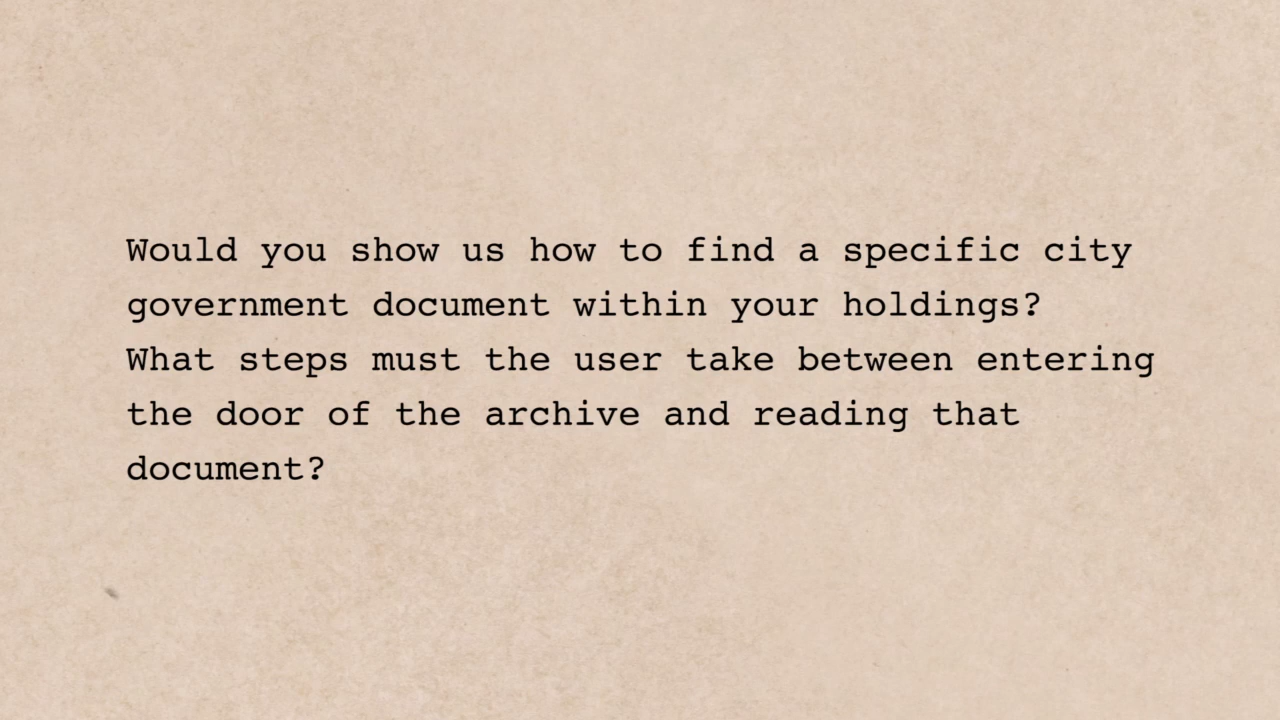 Would you show us how to find a specific city
government document within your holdings?
What steps must the user take between entering
the door of the archive and reading that
document?